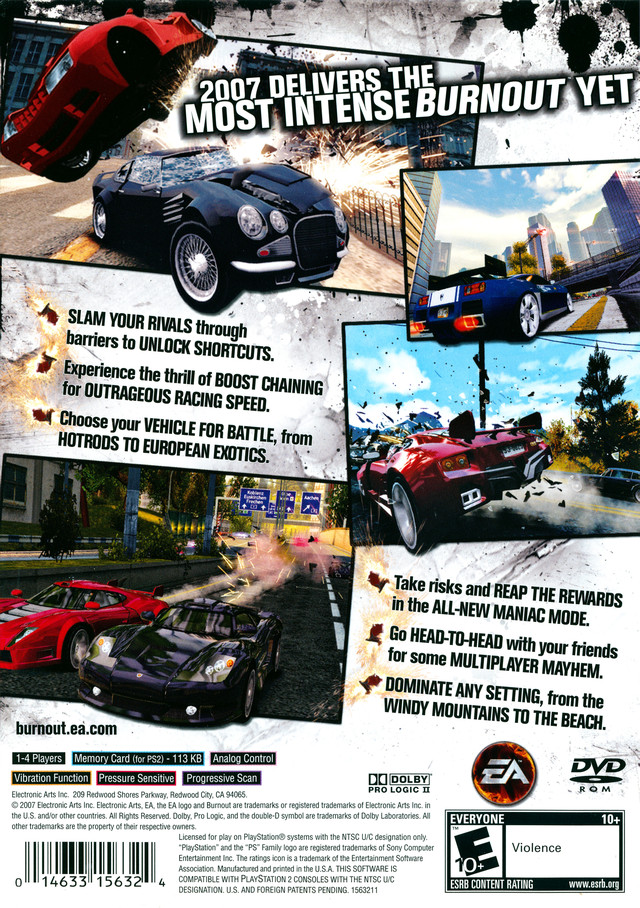 2007 DELIVERS THE
MOST INTENSE BURNOUT YET
SLAM YOUR RIVALS through
barriers to UNLOCK SHORTCUTS.
Experience the thrill of BOOST CHAINING
for OUTRAGEOUS RACING SPEED.
Choose your VEHICLE FOR BATTLE, from
HOTRODS TO EUROPEAN EXOTICS.
Koblenz
Euskirchen
Frechen
Aachen
Take risks and REAP THE REWARDS
in the ALL-NEW MANIAC MODE.
Go HEAD-TO-HEAD with your friends
for some MULTIPLAYER MAYHEM.
DOMINATE ANY SETTING, from the
WINDY MOUNTAINS TO THE BEACH.
burnout.ea.com
1-4 Players Memory Card (for PS2) - 113 KB Analog Control
Vibration Function Pressure Sensitive Progressive Scan
DOLBY
PRO LOGIC II
EA
DVD
ROM
Electronic Arts Inc. 209 Redwood Shores Parkway, Redwood City, CA 94065.
© 2007 Electronic Arts Inc. Electronic Arts, EA, the EA logo and Burnout are trademarks or registered trademarks of Electronic Arts Inc. in
the U.S. and/or other countries. All Rights Reserved. Dolby, Pro Logic, and the double-D symbol are trademarks of Dolby Laboratories. All
other trademarks are the property of their respective owners.
Licensed for play on PlayStation® systems with the NTSC U/C designation only.
"PlayStation" and the "PS" Family logo are registered trademarks of Sony Computer
Entertainment Inc. The ratings icon is a trademark of the Entertainment Software
Association. Manufactured and printed in the U.S.A. THIS SOFTWARE IS
COMPATIBLE WITH PLAYSTATION 2 CONSOLES WITH THE NTSC U/C
DESIGNATION. U.S. AND FOREIGN PATENTS PENDING. 1563211
0 14633 15632 4
EVERYONE 10+
E
10+
TM
Violence
ESRB CONTENT RATING www.esrb.org